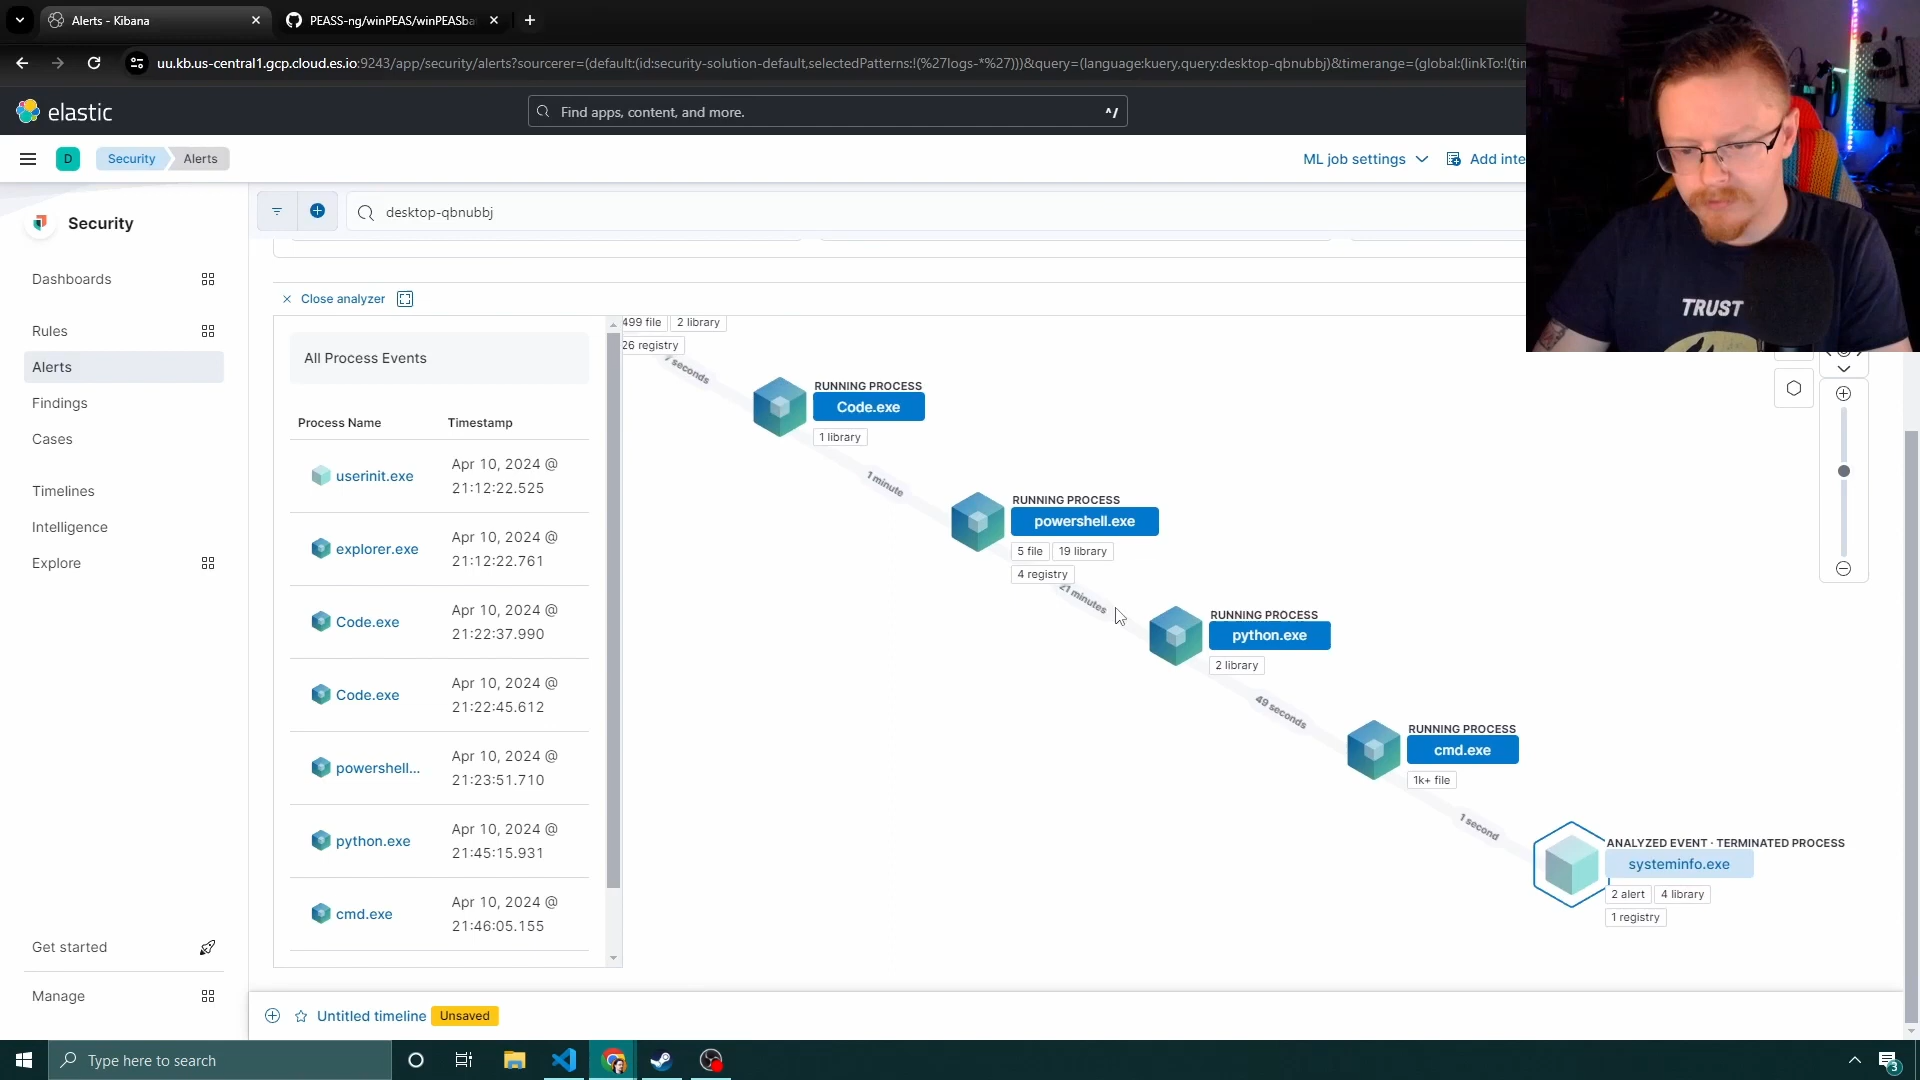 Alerts - Kibana
PEASS-ng/winPEAS/winPEASba
uu.kb.us-central1.gcp.cloud.es.io:9243/app/security/alerts?sourcerer=(default:(id:security-solution-default,selectedPatterns:!(%27logs-*%27)))&query=(language:kuery,query:desktop-qbnubbj)&timerange=(global:(linkTo:!(tim
elastic
Find apps, content, and more.
^/
D
Security
Alerts
ML job settings
Add inte
Security
desktop-qbnubbj
Dashboards
Rules
Alerts
Findings
Cases
Timelines
Intelligence
Explore
Get started
Manage
Close analyzer
All Process Events
Process Name
Timestamp
userinit.exe
Apr 10, 2024 @
21:12:22.525
explorer.exe
Apr 10, 2024 @
21:12:22.761
Code.exe
Apr 10, 2024 @
21:22:37.990
Code.exe
Apr 10, 2024 @
21:22:45.612
powershell...
Apr 10, 2024 @
21:23:51.710
python.exe
Apr 10, 2024 @
21:45:15.931
cmd.exe
Apr 10, 2024 @
21:46:05.155
499 file
2 library
26 registry
7 seconds
RUNNING PROCESS
Code.exe
1 library
1 minute
RUNNING PROCESS
powershell.exe
5 file
19 library
4 registry
21 minutes
RUNNING PROCESS
python.exe
2 library
49 seconds
RUNNING PROCESS
cmd.exe
1k+ file
1 second
ANALYZED EVENT · TERMINATED PROCESS
systeminfo.exe
2 alert
4 library
1 registry
Untitled timeline
Unsaved
TRUST
Type here to search
3